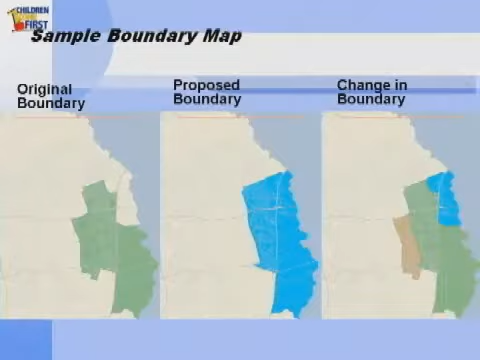 CHILDREN
FIRST
Sample Boundary Map
Original
Boundary
Proposed
Boundary
Change in
Boundary